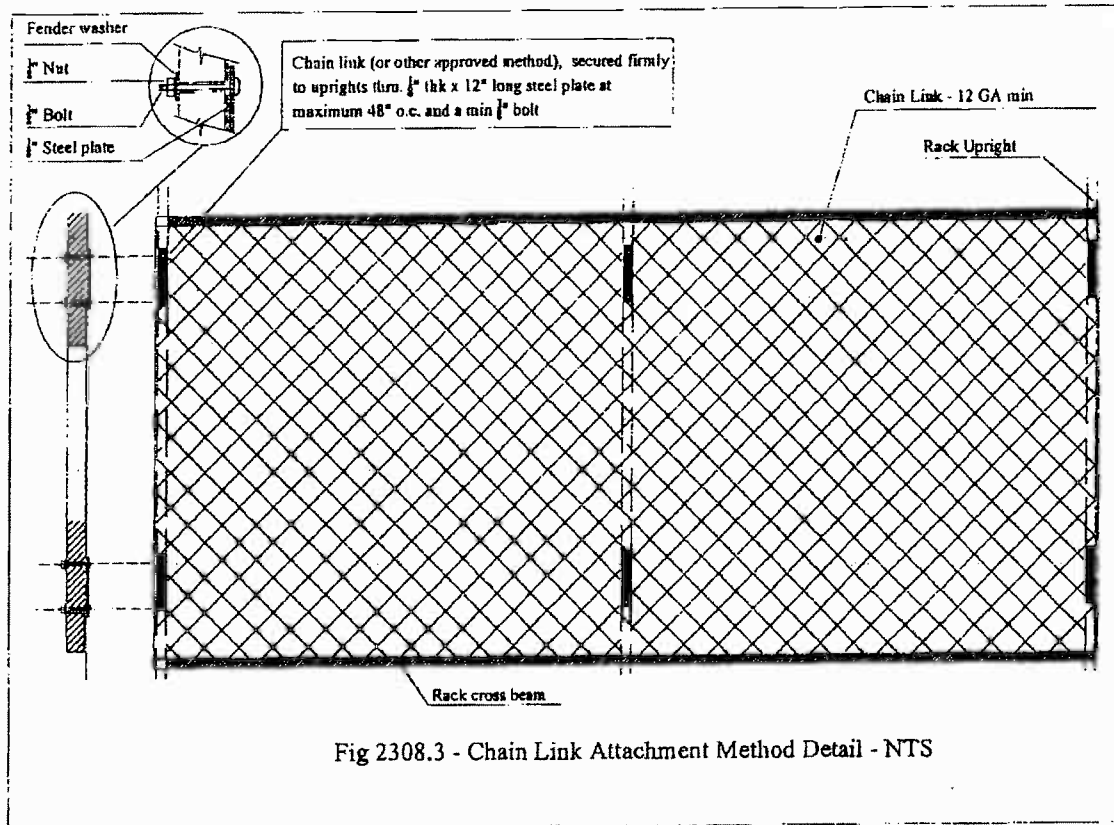 Fender washer
" Nut
" Bolt
" Steel plate
Chain link (or other approved method), secured firmly
to uprights thru. " thk x 12" long steel plate at
maximum 48" o.c. and a min " bolt
Chain Link - 12 GA min
Rack Upright
Rack cross beam
Fig 2308.3 - Chain Link Attachment Method Detail - NTS